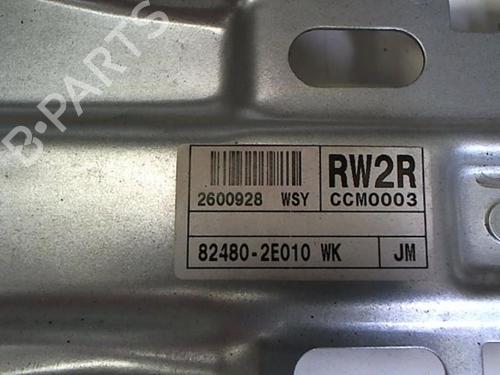 B-PARTS
RW2R
2600928 WSY
CCM0003
82480-2E010 WK
JM